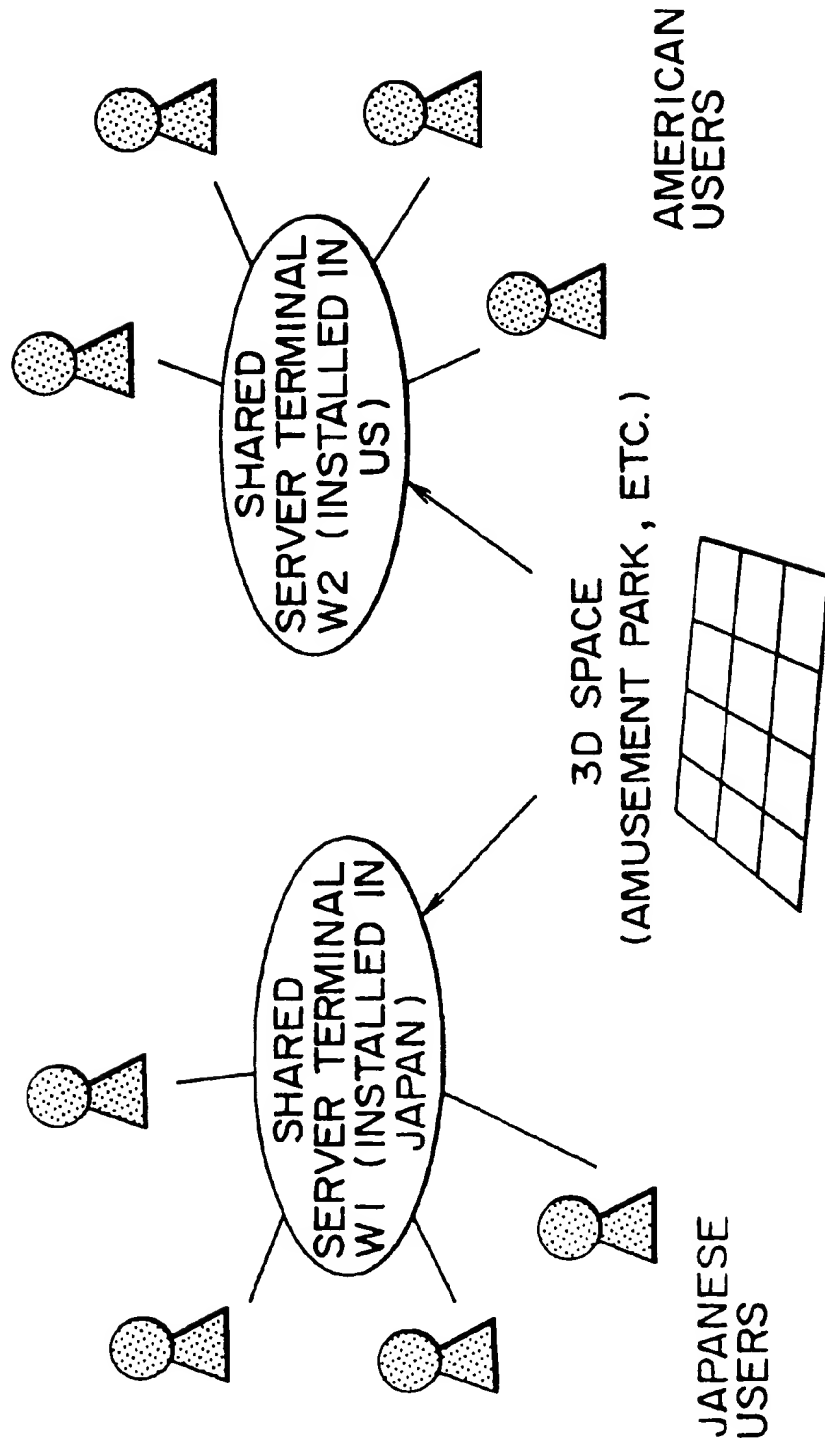 SHARED
SERVER TERMINAL
W1 (INSTALLED IN
JAPAN)
SHARED
SERVER TERMINAL
W2 (INSTALLED IN
US)
3D SPACE
(AMUSEMENT PARK, ETC.)
JAPANESE
USERS
AMERICAN
USERS